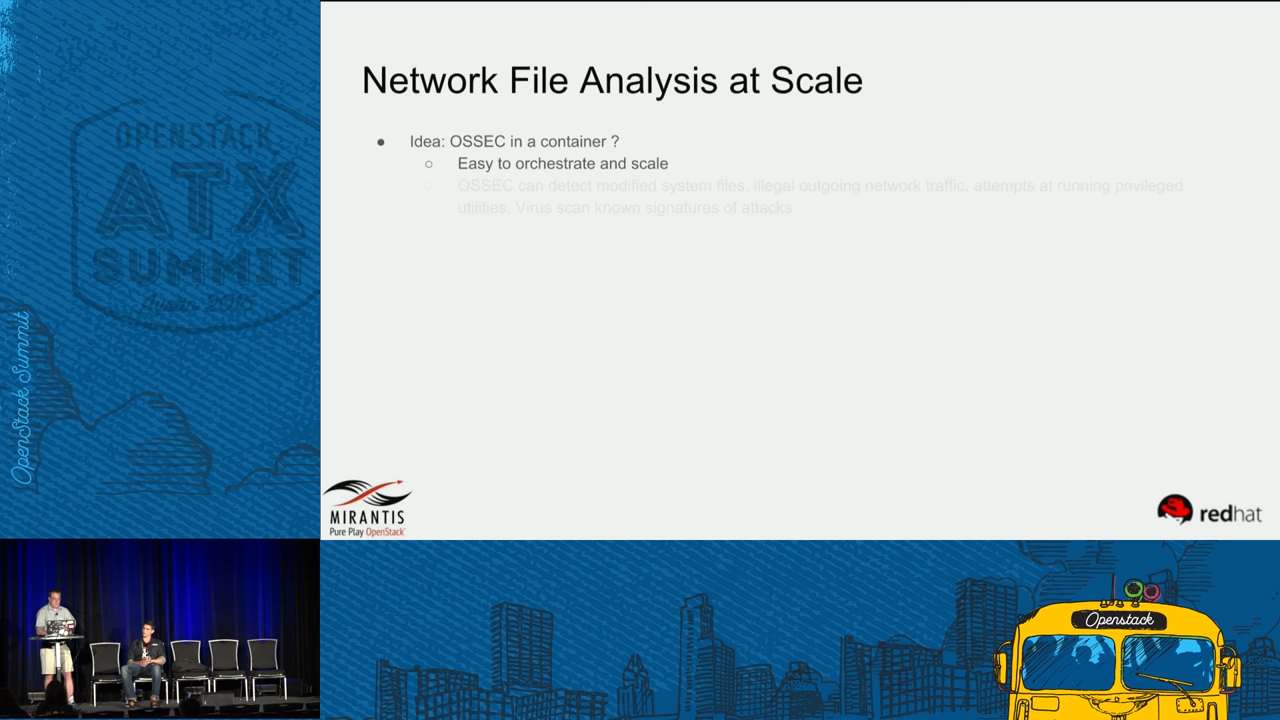 OPENSTACK
ATX
SUMMIT
Austin 2016
OpenStack Summit
Network File Analysis at Scale
● Idea: OSSEC in a container ?
○ Easy to orchestrate and scale
○ OSSEC can detect modified system files, illegal outgoing network traffic, attempts at running privileged
utilities, Virus scan known signatures of attacks
MIRANTIS
Pure Play OpenStack
redhat
Openstack